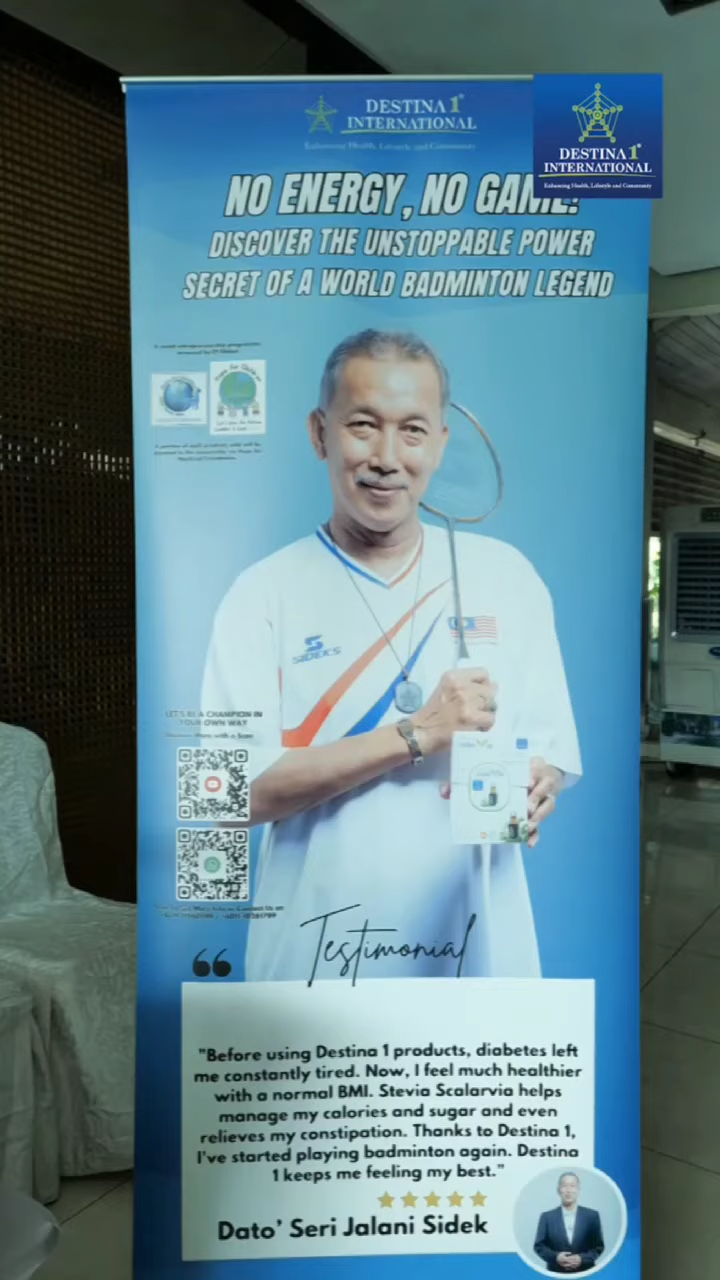 DESTINA 1
INTERNATIONAL
Enhancing Health, Lifestyle and Community
DESTINA 1
INTERNATIONAL
Enhancing Health, Lifestyle and Community
NO ENERGY, NO GAME!
DISCOVER THE UNSTOPPABLE POWER
SECRET OF A WORLD BADMINTON LEGEND
SIDEKS
LET'S BE A CHAMPION IN
YOUR OWN WAY
Testimonial
"Before using Destina 1 products, diabetes left
me constantly tired. Now, I feel much healthier
with a normal BMI. Stevia Scalarvia helps
manage my calories and sugar and even
relieves my constipation. Thanks to Destina 1,
I've started playing badminton again. Destina
1 keeps me feeling my best."
Dato' Seri Jalani Sidek